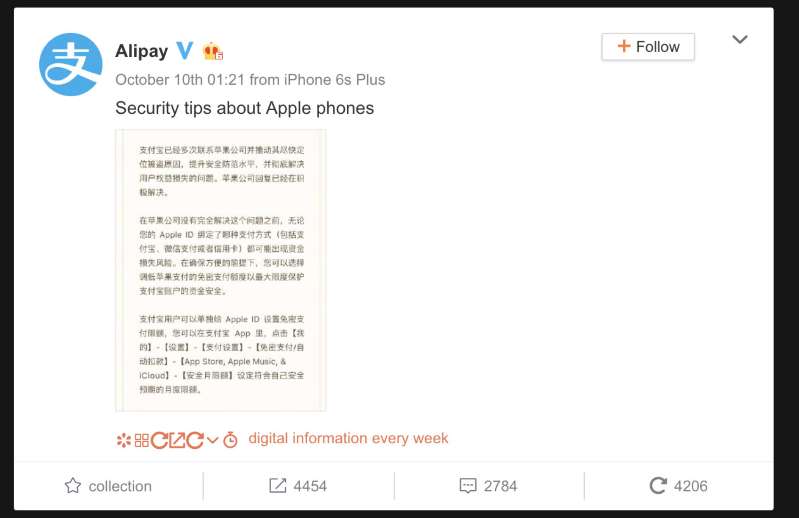 支
Alipay V
Follow
October 10th 01:21 from iPhone 6s Plus
Security tips about Apple phones
支付宝已经多次联系苹果公司并推动其尽快定
位被盗原因，提升安全防范水平，并彻底解决
用户权益损失的问题。苹果公司回复已经在积
极解决。
在苹果公司没有完全解决这个问题之前，无论
您的 Apple ID 绑定了哪种支付方式（包括支
付宝、微信支付或者信用卡）都可能出现资金
损失风险。在确保方便的前提下，您可以选择
调低苹果支付的免密支付额度以最大限度保护
支付宝账户的资金安全。
支付宝用户可以单独给 Apple ID 设置免密支
付限额，您可以在支付宝 App 里，点击【我
的】-【设置】-【支付设置】-【免密支付/自
动扣款】-【App Store, Apple Music, &
iCloud】-【安全月限额】设定符合自己安全
预期的月度限额。
digital information every week
collection
4454
2784
4206